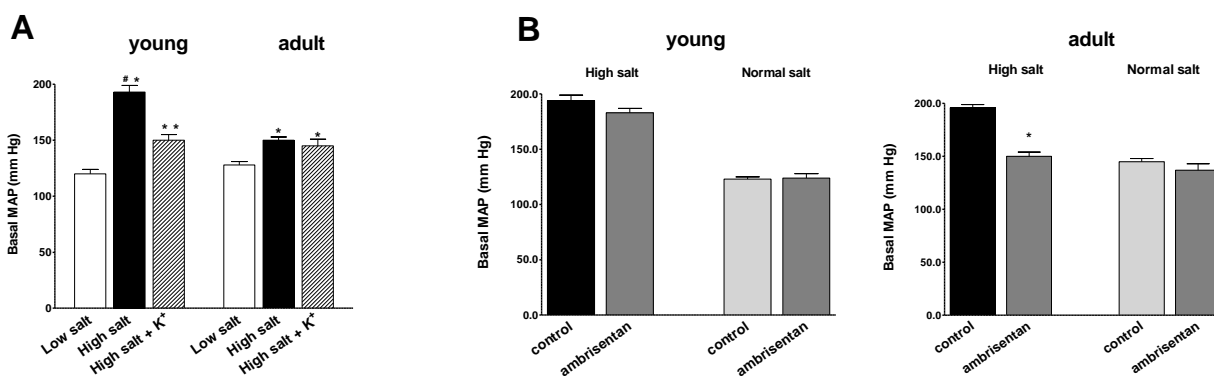 A
young
adult
Basal MAP (mm Hg)
200
150
100
50
0
# *
* *
*
*
Low salt
High salt
High salt + K+
Low salt
High salt
High salt + K+
B
young
High salt
Normal salt
Basal MAP (mm Hg)
200.0
150.0
100.0
50.0
0.0
control
ambrisentan
control
ambrisentan
adult
High salt
Normal salt
Basal MAP (mm Hg)
200.0
150.0
100.0
50.0
0.0
*
control
ambrisentan
control
ambrisentan